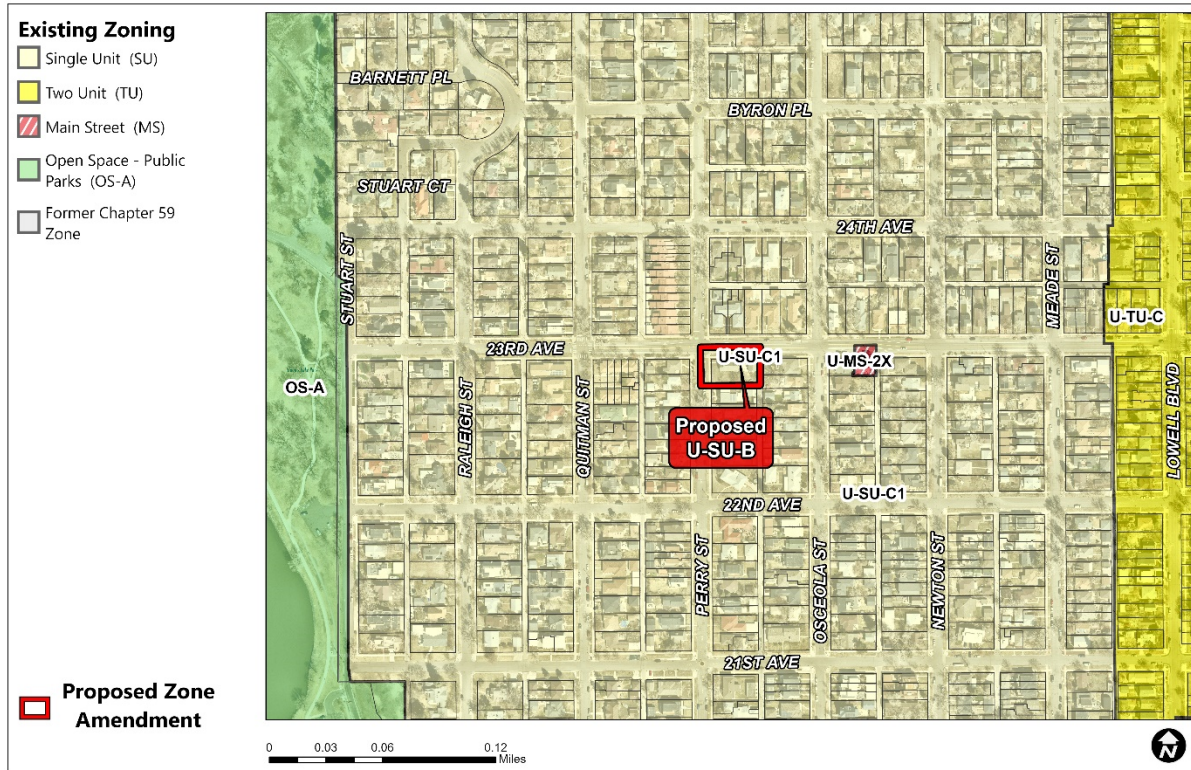 Existing Zoning
Single Unit (SU)
Two Unit (TU)
Main Street (MS)
Open Space - Public
Parks (OS-A)
Former Chapter 59
Zone
Proposed Zone
Amendment
BARNETT PL
BYRON PL
STUART CT
24TH AVE
STUART ST
MEADE ST
U-TU-C
23RD AVE
U-SU-C1
U-MS-2X
OS-A
RALEIGH ST
QUITMAN ST
Proposed
U-SU-B
LOWELL BLVD
U-SU-C1
22ND AVE
PERRY ST
OSCEOLA ST
NEWTON ST
21ST AVE
0 0.03 0.06 0.12
Miles
N